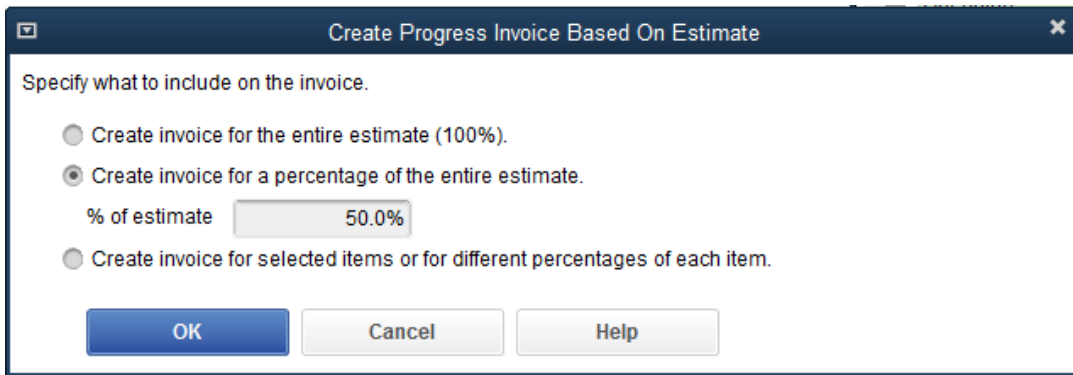 Create Progress Invoice Based On Estimate
Specify what to include on the invoice.
Create invoice for the entire estimate (100%).
Create invoice for a percentage of the entire estimate.
% of estimate 50.0%
Create invoice for selected items or for different percentages of each item.
OK Cancel Help